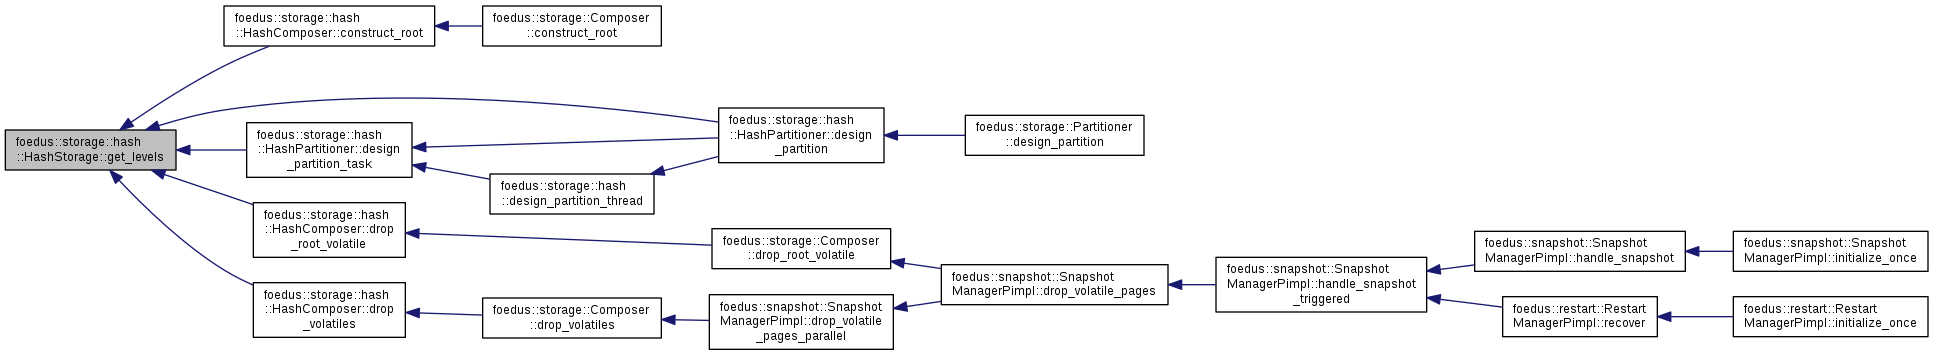 foedus::storage::hash
::HashStorage::get_levels
foedus::storage::hash
::HashComposer::construct_root
foedus::storage::Composer
::construct_root
foedus::storage::hash
::HashPartitioner::design
_partition_task
foedus::storage::hash
::design_partition_thread
foedus::storage::hash
::HashPartitioner::design
_partition
foedus::storage::Partitioner
::design_partition
foedus::storage::hash
::HashComposer::drop
_root_volatile
foedus::storage::Composer
::drop_root_volatile
foedus::storage::hash
::HashComposer::drop
_volatiles
foedus::storage::Composer
::drop_volatiles
foedus::snapshot::Snapshot
ManagerPimpl::drop_volatile
_pages_parallel
foedus::snapshot::Snapshot
ManagerPimpl::drop_volatile_pages
foedus::snapshot::Snapshot
ManagerPimpl::handle_snapshot
_triggered
foedus::snapshot::Snapshot
ManagerPimpl::handle_snapshot
foedus::snapshot::Snapshot
ManagerPimpl::initialize_once
foedus::restart::Restart
ManagerPimpl::recover
foedus::restart::Restart
ManagerPimpl::initialize_once